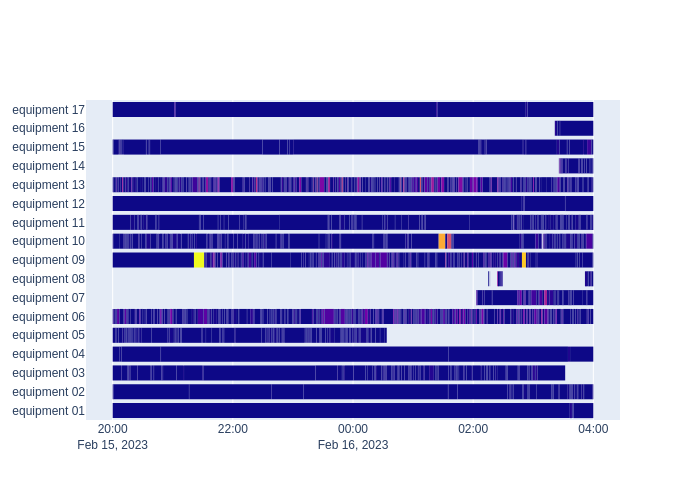 equipment 17
equipment 16
equipment 15
equipment 14
equipment 13
equipment 12
equipment 11
equipment 10
equipment 09
equipment 08
equipment 07
equipment 06
equipment 05
equipment 04
equipment 03
equipment 02
equipment 01
20:00 22:00 00:00 02:00 04:00
Feb 15, 2023 Feb 16, 2023